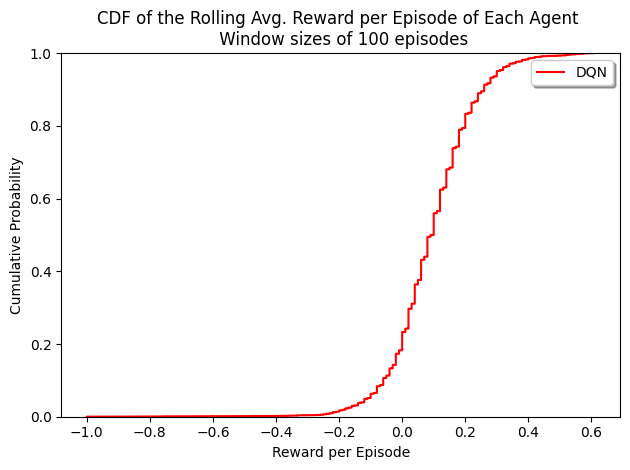 CDF of the Rolling Avg. Reward per Episode of Each Agent
Window sizes of 100 episodes
DQN
1.0
0.8
0.6
0.4
0.2
0.0
Cumulative Probability
−1.0 −0.8 −0.6 −0.4 −0.2 0.0 0.2 0.4 0.6
Reward per Episode